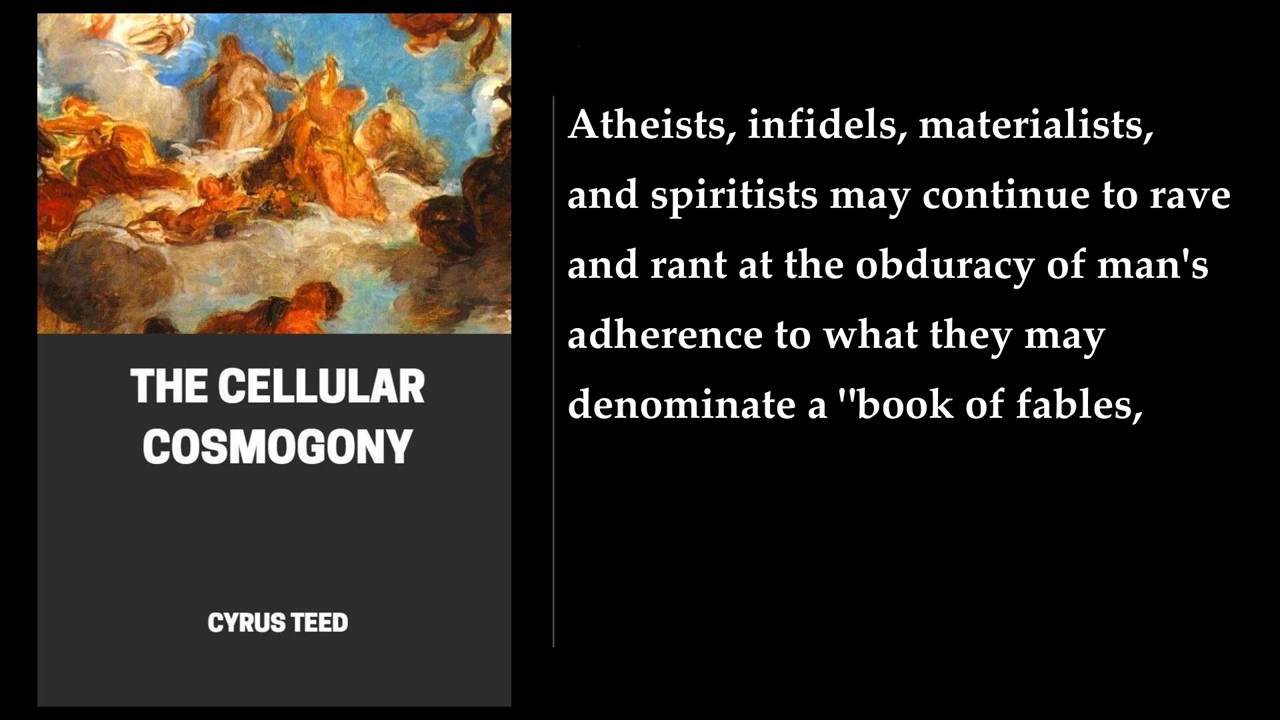 THE CELLULAR
COSMOGONY
CYRUS TEED
Atheists, infidels, materialists,
and spiritists may continue to rave
and rant at the obduracy of man's
adherence to what they may
denominate a "book of fables,